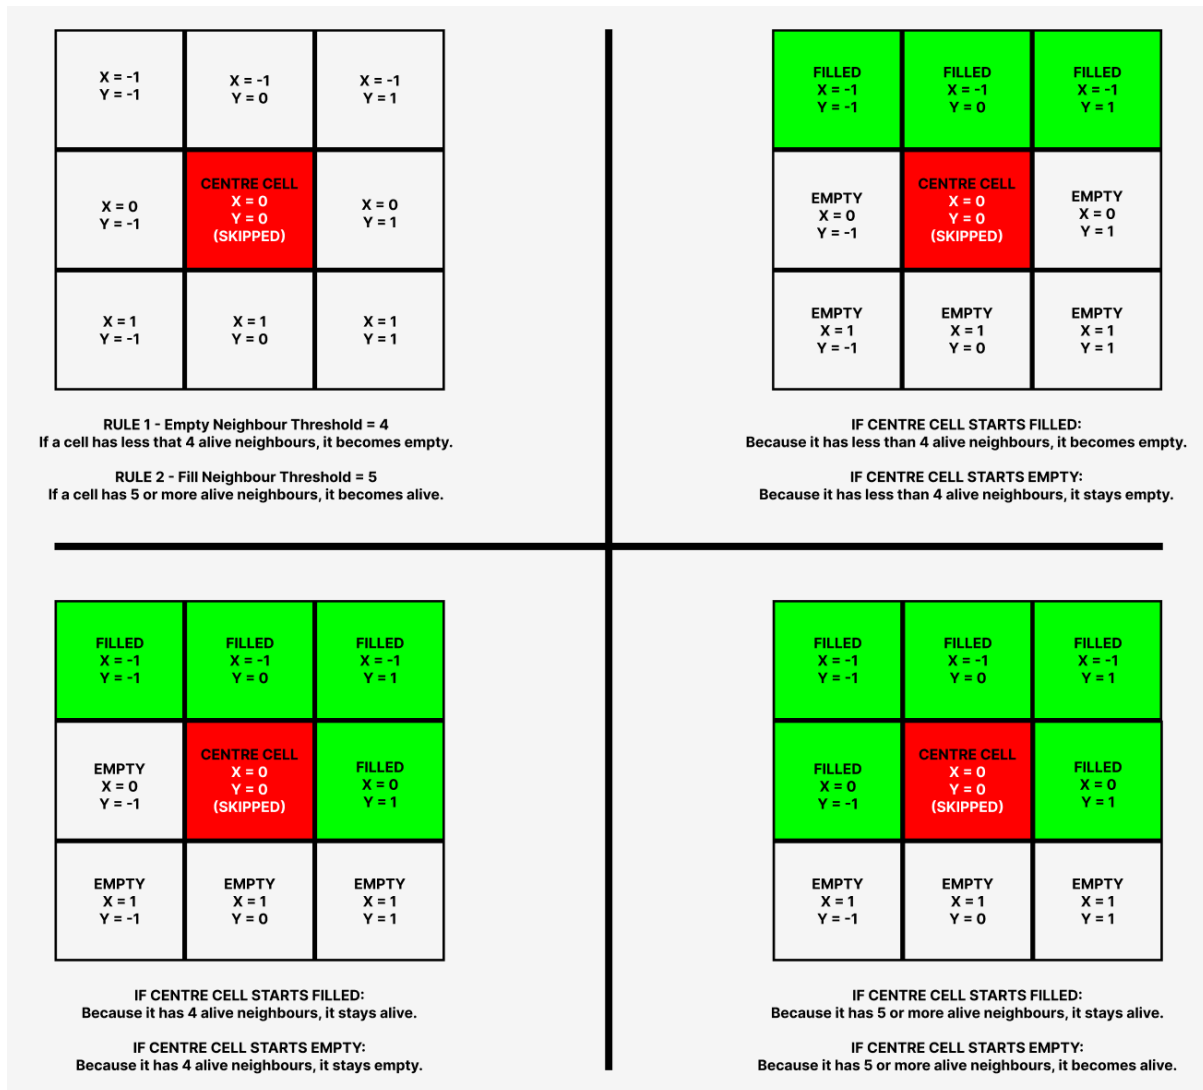 X = -1
Y = -1
X = -1
Y = 0
X = -1
Y = 1
X = 0
Y = -1
CENTRE CELL
X = 0
Y = 0
(SKIPPED)
X = 0
Y = 1
X = 1
Y = -1
X = 1
Y = 0
X = 1
Y = 1
RULE 1 - Empty Neighbour Threshold = 4
If a cell has less that 4 alive neighbours, it becomes empty.
RULE 2 - Fill Neighbour Threshold = 5
If a cell has 5 or more alive neighbours, it becomes alive.
FILLED
X = -1
Y = -1
FILLED
X = -1
Y = 0
FILLED
X = -1
Y = 1
EMPTY
X = 0
Y = -1
CENTRE CELL
X = 0
Y = 0
(SKIPPED)
EMPTY
X = 0
Y = 1
EMPTY
X = 1
Y = -1
EMPTY
X = 1
Y = 0
EMPTY
X = 1
Y = 1
IF CENTRE CELL STARTS FILLED:
Because it has less than 4 alive neighbours, it becomes empty.
IF CENTRE CELL STARTS EMPTY:
Because it has less than 4 alive neighbours, it stays empty.
FILLED
X = -1
Y = -1
FILLED
X = -1
Y = 0
FILLED
X = -1
Y = 1
EMPTY
X = 0
Y = -1
CENTRE CELL
X = 0
Y = 0
(SKIPPED)
FILLED
X = 0
Y = 1
EMPTY
X = 1
Y = -1
EMPTY
X = 1
Y = 0
EMPTY
X = 1
Y = 1
IF CENTRE CELL STARTS FILLED:
Because it has 4 alive neighbours, it stays alive.
IF CENTRE CELL STARTS EMPTY:
Because it has 4 alive neighbours, it stays empty.
FILLED
X = -1
Y = -1
FILLED
X = -1
Y = 0
FILLED
X = -1
Y = 1
FILLED
X = 0
Y = -1
CENTRE CELL
X = 0
Y = 0
(SKIPPED)
FILLED
X = 0
Y = 1
EMPTY
X = 1
Y = -1
EMPTY
X = 1
Y = 0
EMPTY
X = 1
Y = 1
IF CENTRE CELL STARTS FILLED:
Because it has 5 or more alive neighbours, it stays alive.
IF CENTRE CELL STARTS EMPTY:
Because it has 5 or more alive neighbours, it becomes alive.